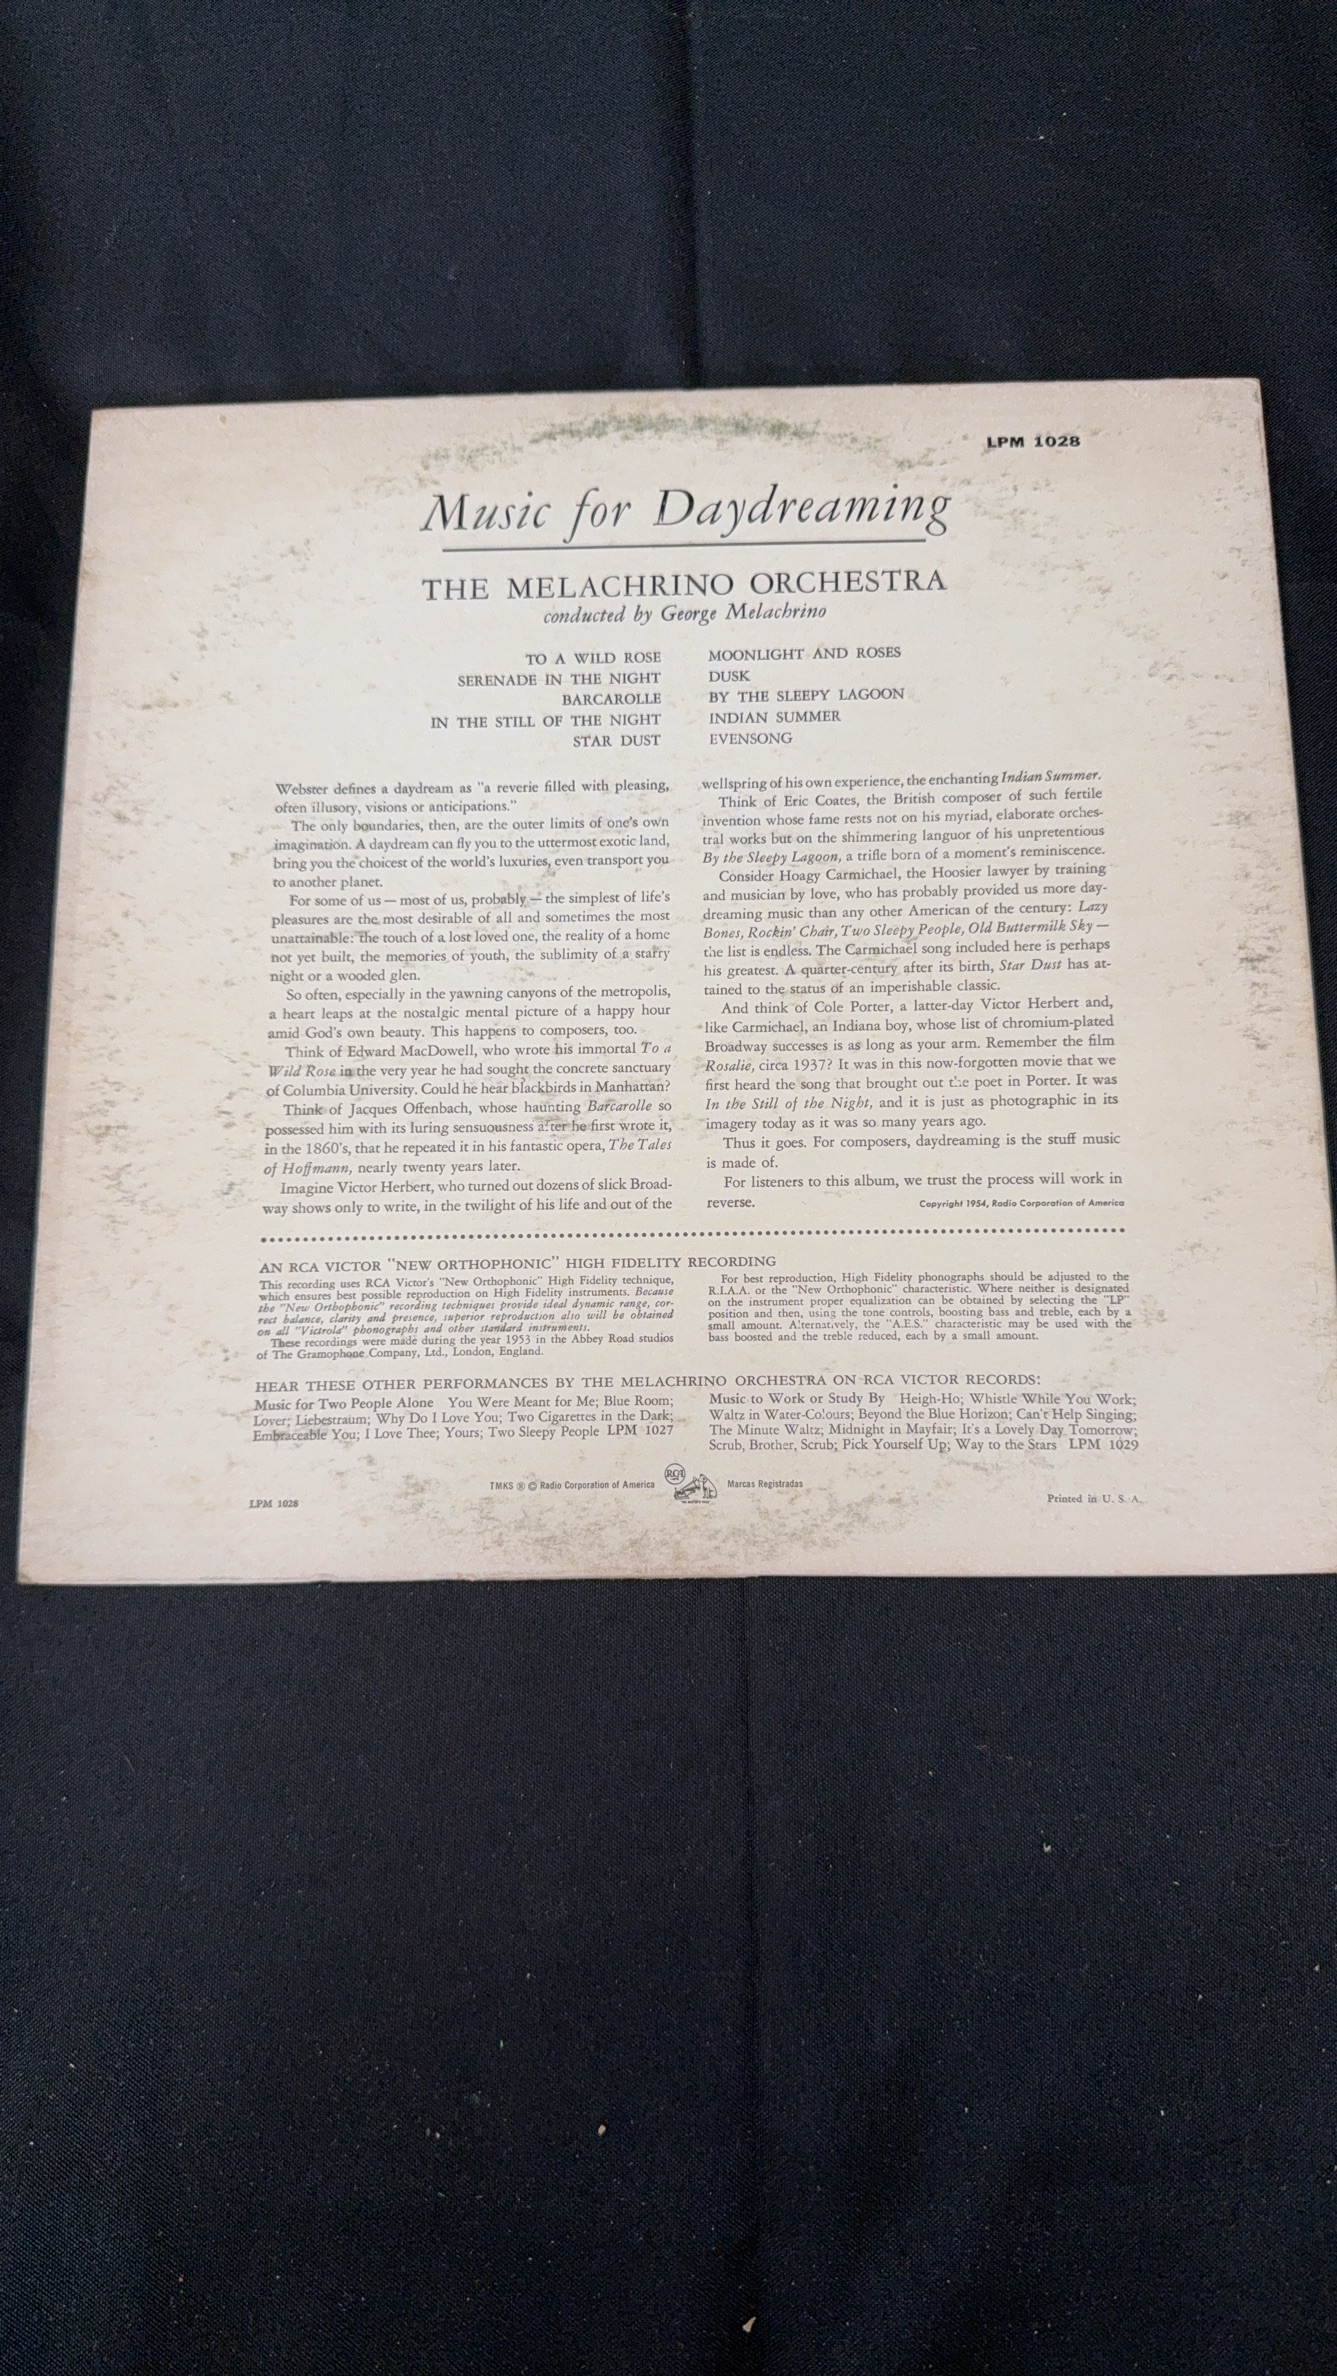 LPM 1028
Music for Daydreaming
THE MELACHRINO ORCHESTRA
conducted by George Melachrino
TO A WILD ROSE
SERENADE IN THE NIGHT
BARCAROLLE
IN THE STILL OF THE NIGHT
STAR DUST
MOONLIGHT AND ROSES
DUSK
BY THE SLEEPY LAGOON
INDIAN SUMMER
EVENSONG
Webster defines a daydream as "a reverie filled with pleasing,
often illusory, visions or anticipations."
The only boundaries, then, are the outer limits of one's own
imagination. A daydream can fly you to the uttermost exotic land,
bring you the choicest of the world's luxuries, even transport you
to another planet.
For some of us — most of us, probably — the simplest of life's
pleasures are the most desirable of all and sometimes the most
unattainable: the touch of a lost loved one, the reality of a home
not yet built, the memories of youth, the sublimity of a starry
night or a wooded glen.
So often, especially in the yawning canyons of the metropolis,
a heart leaps at the nostalgic mental picture of a happy hour
amid God's own beauty. This happens to composers, too.
Think of Edward MacDowell, who wrote his immortal To a
Wild Rose in the very year he had sought the concrete sanctuary
of Columbia University. Could he hear blackbirds in Manhattan?
Think of Jacques Offenbach, whose haunting Barcarolle so
possessed him with its luring sensuousness after he first wrote it,
in the 1860's, that he repeated it in his fantastic opera, The Tales
of Hoffmann, nearly twenty years later.
Imagine Victor Herbert, who turned out dozens of slick Broad-
way shows only to write, in the twilight of his life and out of the
wellspring of his own experience, the enchanting Indian Summer.
Think of Eric Coates, the British composer of such fertile
invention whose fame rests not on his myriad, elaborate orches-
tral works but on the shimmering languor of his unpretentious
By the Sleepy Lagoon, a trifle born of a moment's reminiscence.
Consider Hoagy Carmichael, the Hoosier lawyer by training
and musician by love, who has probably provided us more day-
dreaming music than any other American of the century: Lazy
Bones, Rockin' Chair, Two Sleepy People, Old Buttermilk Sky —
the list is endless. The Carmichael song included here is perhaps
his greatest. A quarter-century after its birth, Star Dust has at-
tained to the status of an imperishable classic.
And think of Cole Porter, a latter-day Victor Herbert and,
like Carmichael, an Indiana boy, whose list of chromium-plated
Broadway successes is as long as your arm. Remember the film
Rosalie, circa 1937? It was in this now-forgotten movie that we
first heard the song that brought out the poet in Porter. It was
In the Still of the Night, and it is just as photographic in its
imagery today as it was so many years ago.
Thus it goes. For composers, daydreaming is the stuff music
is made of.
For listeners to this album, we trust the process will work in
reverse. Copyright 1954, Radio Corporation of America
AN RCA VICTOR "NEW ORTHOPHONIC" HIGH FIDELITY RECORDING
This recording uses RCA Victor's "New Orthophonic" High Fidelity technique,
which ensures best possible reproduction on High Fidelity instruments. Because
the "New Orthophonic" recording techniques provide ideal dynamic range, cor-
rect balance, clarity and presence, superior reproduction also will be obtained
on all "Victrola" phonographs and other standard instruments.
These recordings were made during the year 1953 in the Abbey Road studios
of The Gramophone Company, Ltd., London, England.
For best reproduction, High Fidelity phonographs should be adjusted to the
R.I.A.A. or the "New Orthophonic" characteristic. Where neither is designated
on the instrument proper equalization can be obtained by selecting the "LP"
position and then, using the tone controls, boosting bass and treble, each by a
small amount. Alternatively, the "A.E.S." characteristic may be used with the
bass boosted and the treble reduced, each by a small amount.
HEAR THESE OTHER PERFORMANCES BY THE MELACHRINO ORCHESTRA ON RCA VICTOR RECORDS:
Music for Two People Alone You Were Meant for Me; Blue Room;
Lover; Liebestraum; Why Do I Love You; Two Cigarettes in the Dark;
Embraceable You; I Love Thee; Yours; Two Sleepy People LPM 1027
Music to Work or Study By Heigh-Ho; Whistle While You Work;
Waltz in Water-Colours; Beyond the Blue Horizon; Can't Help Singing;
The Minute Waltz; Midnight in Mayfair; It's a Lovely Day Tomorrow;
Scrub, Brother, Scrub; Pick Yourself Up; Way to the Stars LPM 1029
TMKS ® © Radio Corporation of America RCA Marcas Registradas
LPM 1028 Printed in U. S. A.